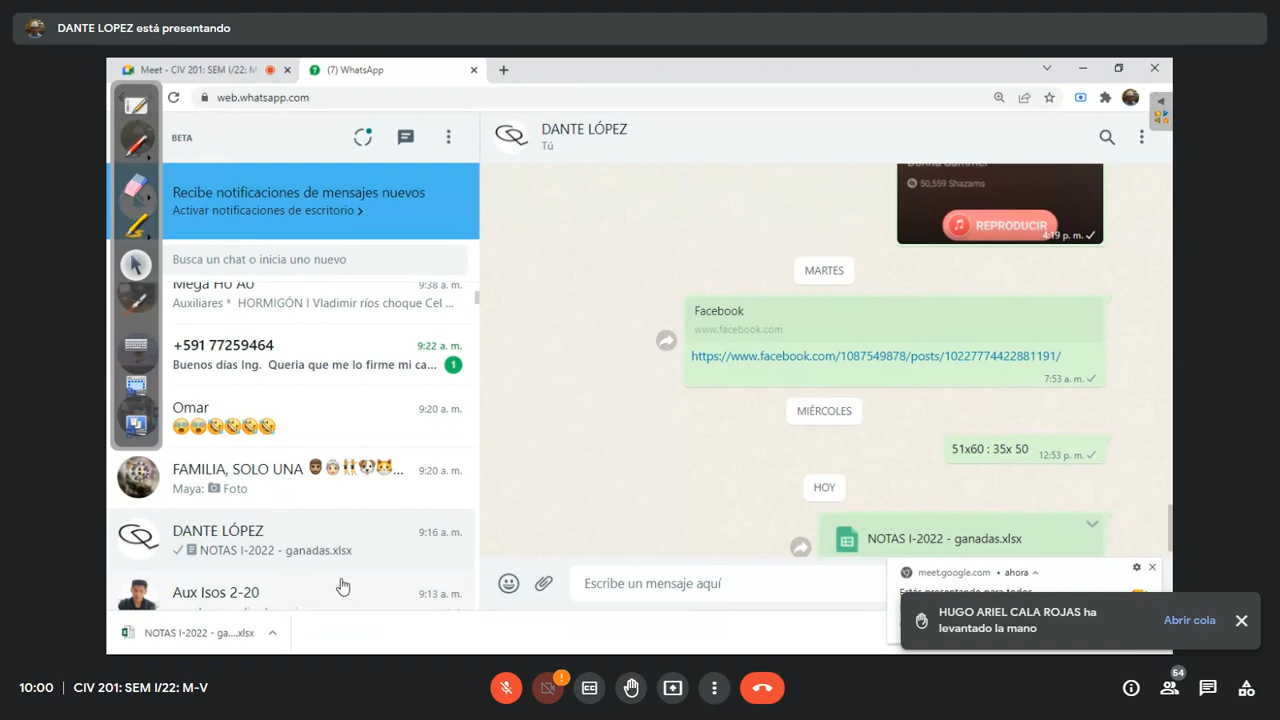 DANTE LOPEZ está presentando
Meet - CIV 201: SEM I/22: M
(7) WhatsApp
web.whatsapp.com
BETA
DANTE LÓPEZ
Tú
Recibe notificaciones de mensajes nuevos
Activar notificaciones de escritorio
Busca un chat o inicia uno nuevo
Mega Ho Ao
9:38 a. m.
Auxiliares * HORMIGÓN I Vladimir ríos choque Cel ...
+591 77259464
9:22 a. m.
Buenos días Ing. Queria que me lo firme mi ca...
1
Omar
9:20 a. m.
FAMILIA, SOLO UNA ...
9:20 a. m.
Maya: Foto
DANTE LÓPEZ
9:16 a. m.
NOTAS I-2022 - ganadas.xlsx
Aux Isos 2-20
9:13 a. m.
Donna Summer
50,559 Shazams
REPRODUCIR
4:19 p. m.
MARTES
Facebook
www.facebook.com
https://www.facebook.com/1087549878/posts/10227774422881191/
7:53 a. m.
MIÉRCOLES
51x60 : 35x 50
12:53 p. m.
HOY
NOTAS I-2022 - ganadas.xlsx
Escribe un mensaje aquí
meet.google.com • ahora
HUGO ARIEL CALA ROJAS ha
levantado la mano
Abrir cola
NOTAS I-2022 - ga....xlsx
10:00 | CIV 201: SEM I/22: M-V
54